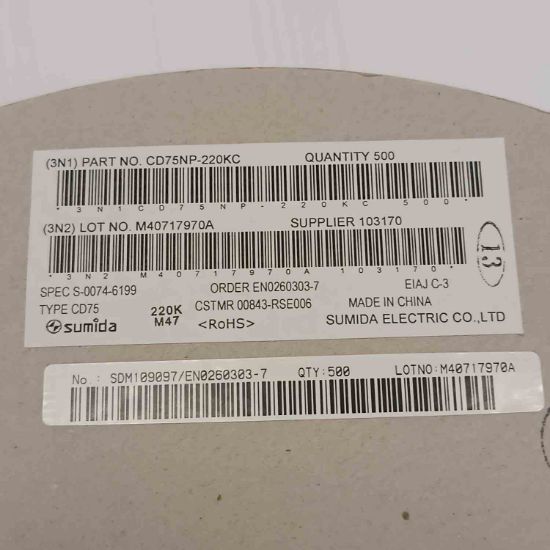 (3N1) PART NO. CD75NP-220KC QUANTITY 500
*3N1CD75NP-220KC 500*
(3N2) LOT NO. M40717970A SUPPLIER 103170
*3N2 M40717970A 103170*
SPEC S-0074-6199 ORDER EN0260303-7 EIAJ C-3
TYPE CD75 220K CSTMR 00843-RSE006 MADE IN CHINA
sumida M47 <RoHS> SUMIDA ELECTRIC CO.,LTD
13
No.: SDM109097/EN0260303-7 QTY:500 LOTNO:M40717970A